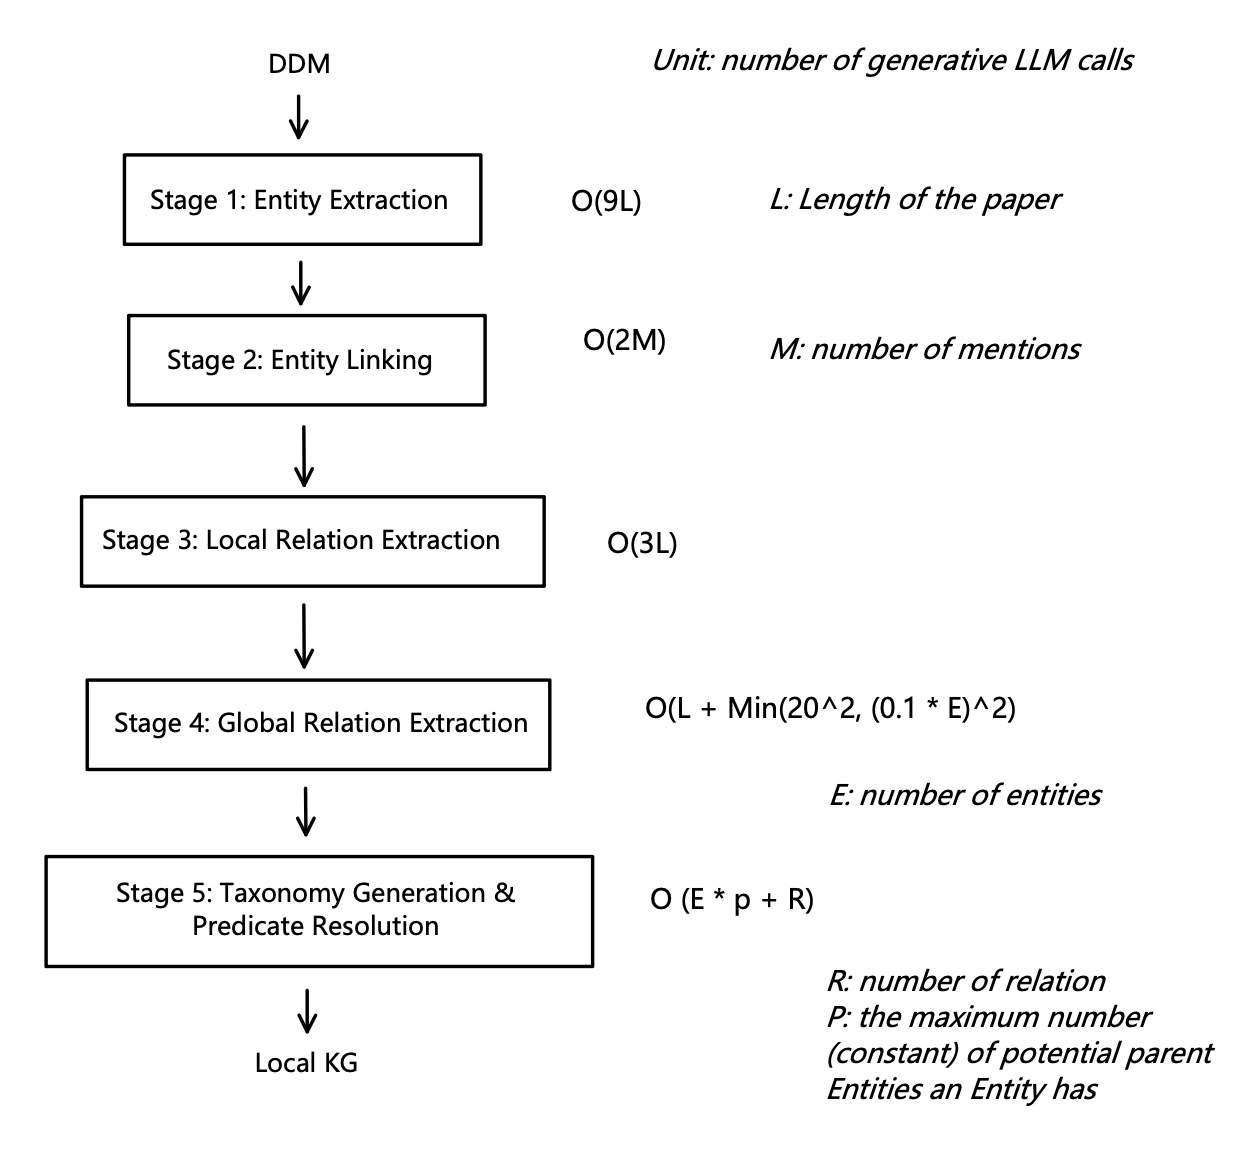 DDM
Unit: number of generative LLM calls
Stage 1: Entity Extraction
O(9L)
L: Length of the paper
Stage 2: Entity Linking
O(2M)
M: number of mentions
Stage 3: Local Relation Extraction
O(3L)
Stage 4: Global Relation Extraction
O(L + Min(20^2, (0.1 * E)^2)
E: number of entities
Stage 5: Taxonomy Generation &
Predicate Resolution
O (E * p + R)
R: number of relation
P: the maximum number
(constant) of potential parent
Entities an Entity has
Local KG